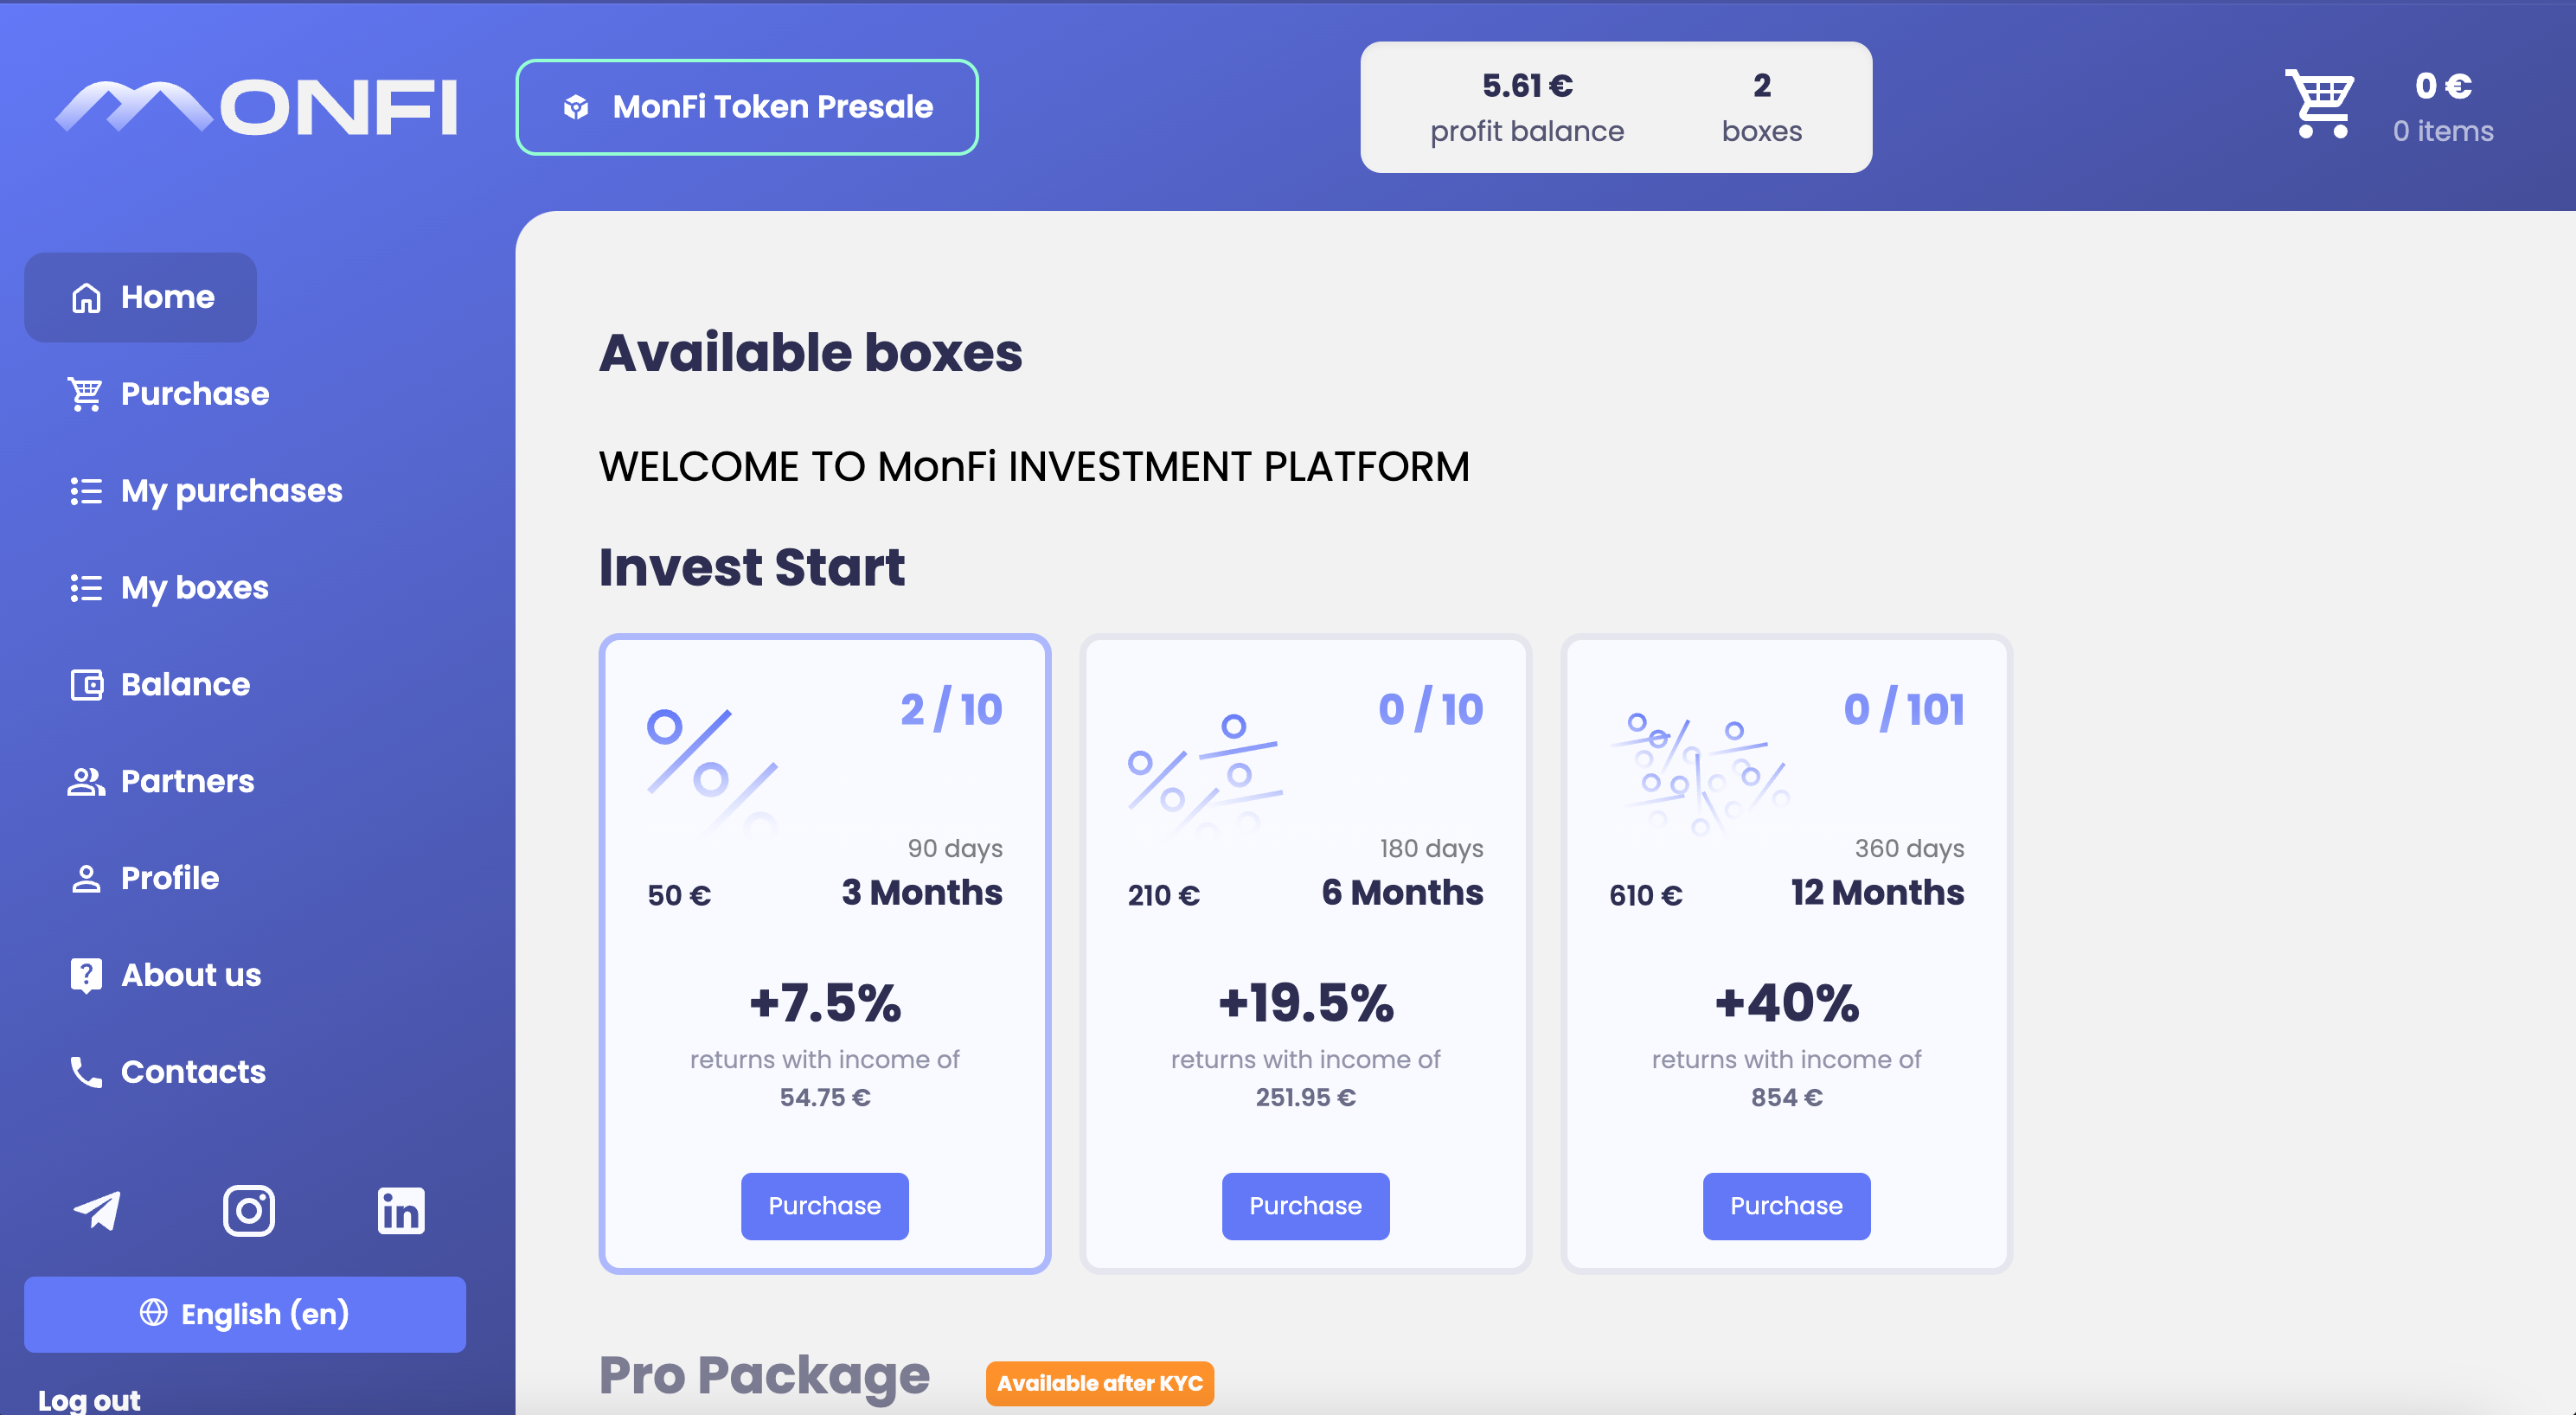 MONFI
MonFi Token Presale
5.61 €
profit balance
2
boxes
0 €
0 items
Home
Purchase
My purchases
My boxes
Balance
Partners
Profile
About us
Contacts
English (en)
Log out
Available boxes
WELCOME TO MonFi INVESTMENT PLATFORM
Invest Start
2 / 10
90 days
50 €
3 Months
+7.5%
returns with income of
54.75 €
Purchase
0 / 10
180 days
210 €
6 Months
+19.5%
returns with income of
251.95 €
Purchase
0 / 101
360 days
610 €
12 Months
+40%
returns with income of
854 €
Purchase
Pro Package
Available after KYC